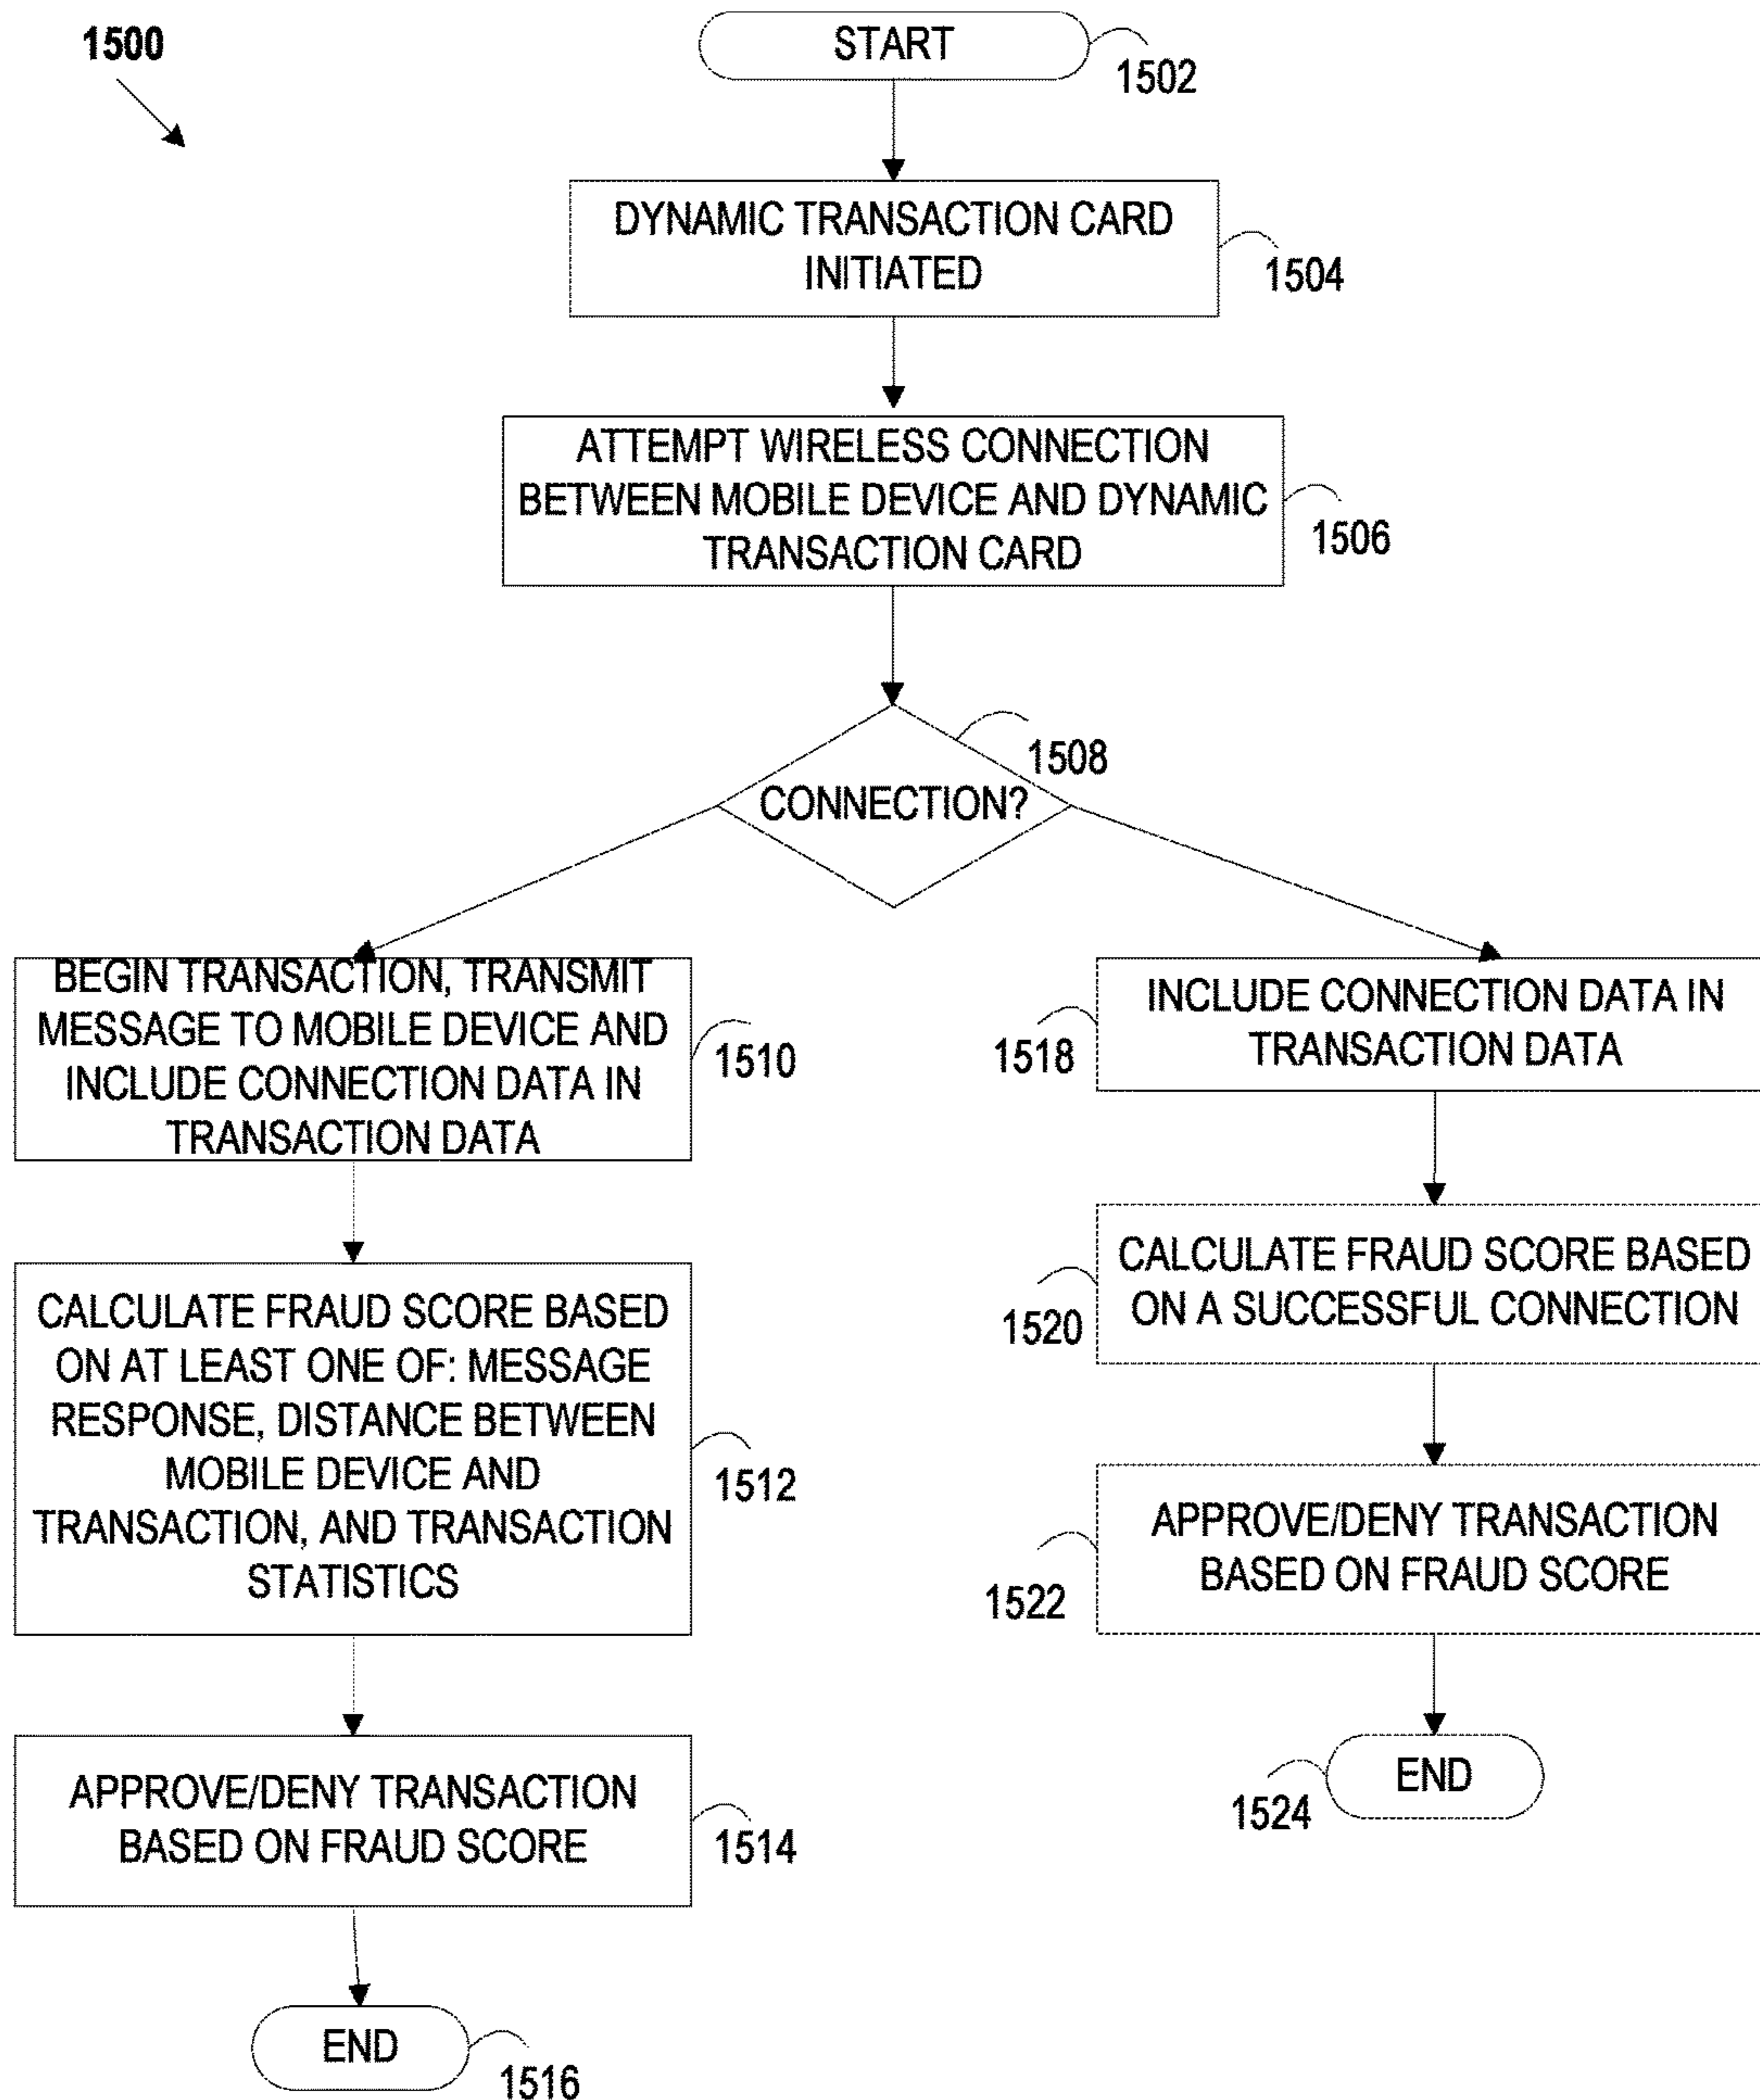 1500
START
1502
DYNAMIC TRANSACTION CARD
INITIATED
1504
ATTEMPT WIRELESS CONNECTION
BETWEEN MOBILE DEVICE AND DYNAMIC
TRANSACTION CARD
1506
1508
CONNECTION?
BEGIN TRANSACTION, TRANSMIT
MESSAGE TO MOBILE DEVICE AND
INCLUDE CONNECTION DATA IN
TRANSACTION DATA
1510
CALCULATE FRAUD SCORE BASED
ON AT LEAST ONE OF: MESSAGE
RESPONSE, DISTANCE BETWEEN
MOBILE DEVICE AND
TRANSACTION, AND TRANSACTION
STATISTICS
1512
APPROVE/DENY TRANSACTION
BASED ON FRAUD SCORE
1514
END
1516
INCLUDE CONNECTION DATA IN
TRANSACTION DATA
1518
CALCULATE FRAUD SCORE BASED
ON A SUCCESSFUL CONNECTION
1520
APPROVE/DENY TRANSACTION
BASED ON FRAUD SCORE
1522
END
1524